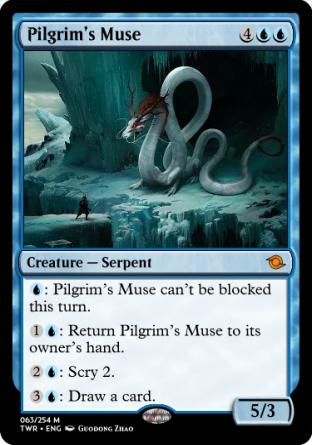 Pilgrim's Muse 4
Creature — Serpent
: Pilgrim's Muse can't be blocked
this turn.
1 : Return Pilgrim's Muse to its
owner's hand.
2 : Scry 2.
3 : Draw a card.
5/3
063/254 M
TWR • ENG Guodong Zhao